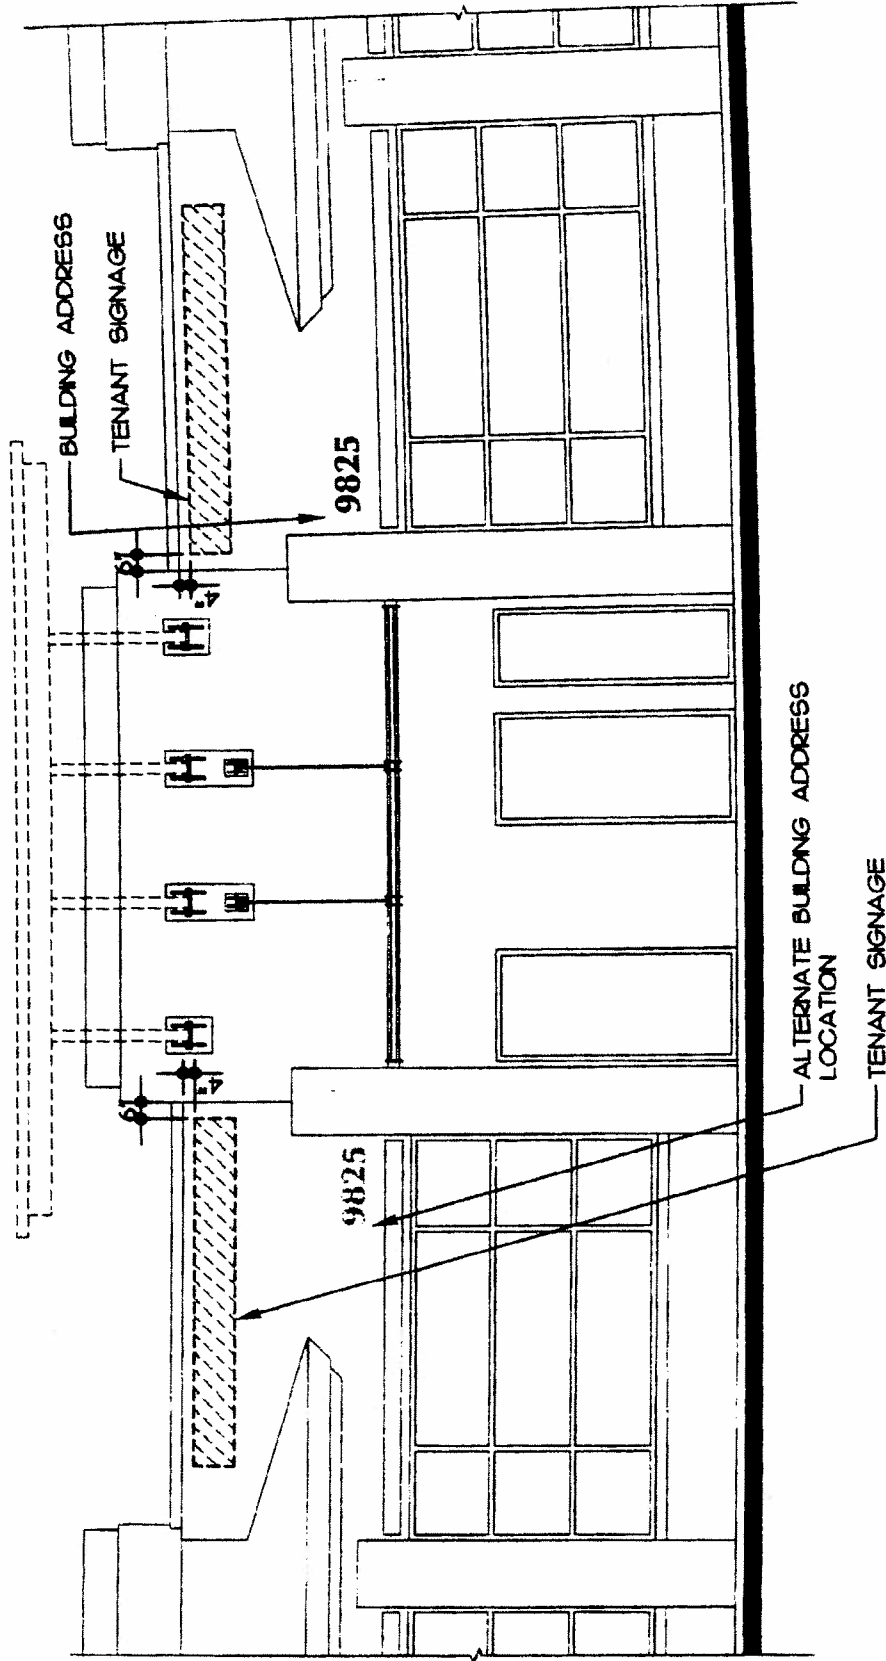 BUILDING ADDRESS
TENANT SIGNAGE
6"
4"
4"
6"
9825
9825
ALTERNATE BUILDING ADDRESS
LOCATION
TENANT SIGNAGE